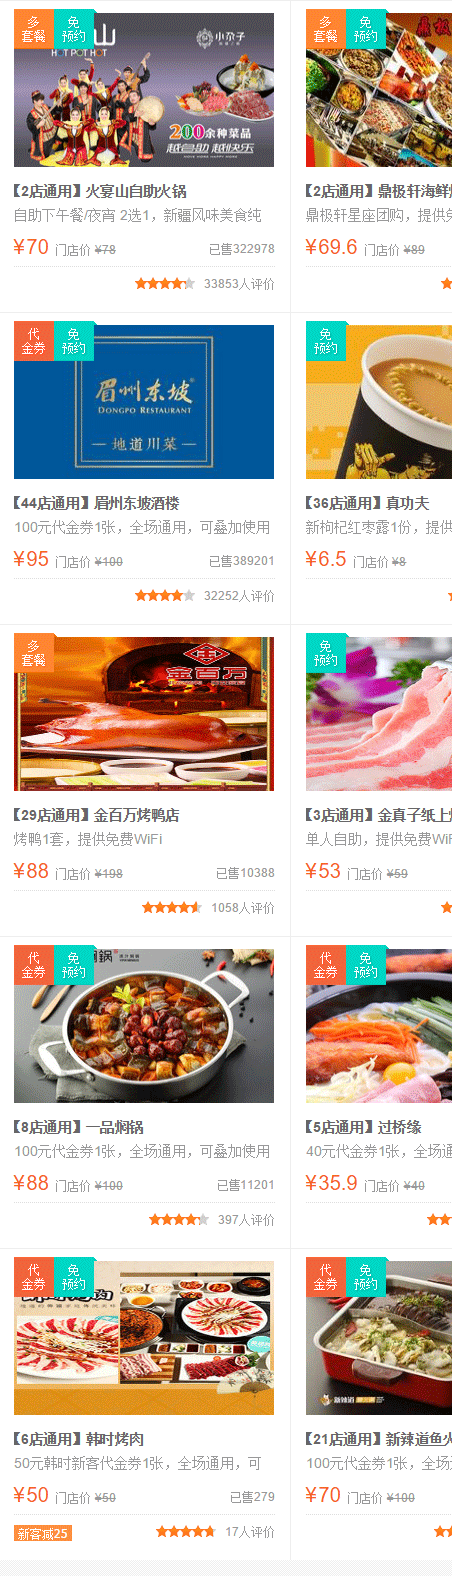 多
套餐
免
预约
HOT POT HOT
小尕子
200余种菜品
越自助 越快乐
【2店通用】火宴山自助火锅
自助下午餐/夜宵 2选1，新疆风味美食纯
¥70 门店价 ¥78 已售322978
33853人评价
多
套餐
免
预约
鼎极
【2店通用】鼎极轩海鲜
鼎极轩星座团购，提供免
¥69.6 门店价 ¥89
代
金券
免
预约
眉州东坡
DONGPO RESTAURANT
地道川菜
【44店通用】眉州东坡酒楼
100元代金券1张，全场通用，可叠加使用
¥95 门店价 ¥100 已售389201
32252人评价
免
预约
【36店通用】真功夫
新枸杞红枣露1份，提供
¥6.5 门店价 ¥8
多
套餐
金百万
【29店通用】金百万烤鸭店
烤鸭1套，提供免费WiFi
¥88 门店价 ¥198 已售10388
1058人评价
免
预约
【3店通用】金真子纸上烤
单人自助，提供免费WiF
¥53 门店价 ¥59
代
金券
免
预约
焖锅
【8店通用】一品焖锅
100元代金券1张，全场通用，可叠加使用
¥88 门店价 ¥100 已售11201
397人评价
代
金券
免
预约
【5店通用】过桥缘
40元代金券1张，全场通
¥35.9 门店价 ¥40
代
金券
免
预约
【6店通用】韩时烤肉
50元韩时新客代金券1张，全场通用，可
¥50 门店价 ¥50 已售279
新客减25 17人评价
代
金券
免
预约
新辣道
【21店通用】新辣道鱼火
100元代金券1张，全场通
¥70 门店价 ¥100